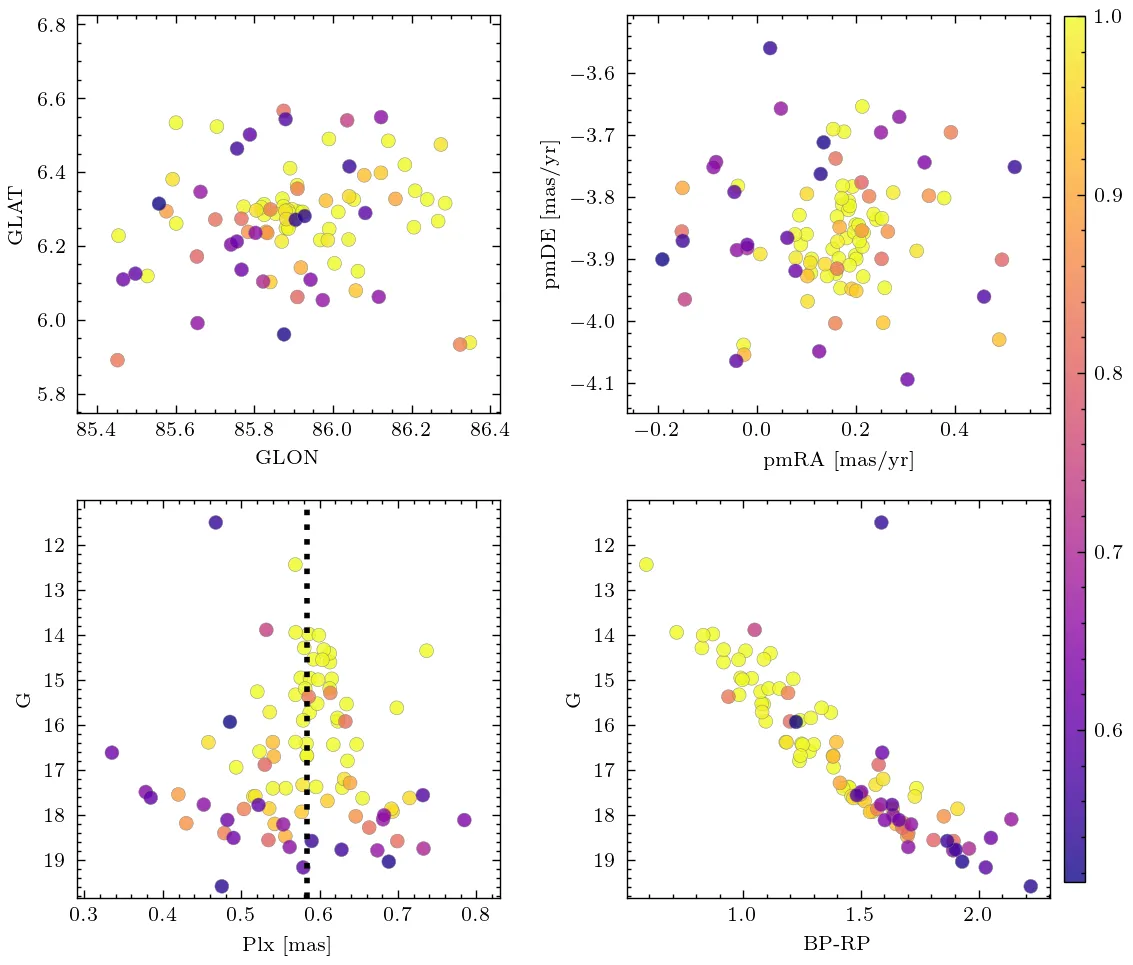 6.8
6.6
6.4
6.2
6.0
5.8
GLAT
85.4 85.6 85.8 86.0 86.2 86.4
GLON
−3.6
−3.7
−3.8
−3.9
−4.0
−4.1
pmDE [mas/yr]
−0.2 0.0 0.2 0.4
pmRA [mas/yr]
1.0
0.9
0.8
0.7
0.6
12
13
14
15
16
17
18
19
G
0.3 0.4 0.5 0.6 0.7 0.8
Plx [mas]
12
13
14
15
16
17
18
19
G
1.0 1.5 2.0
BP-RP